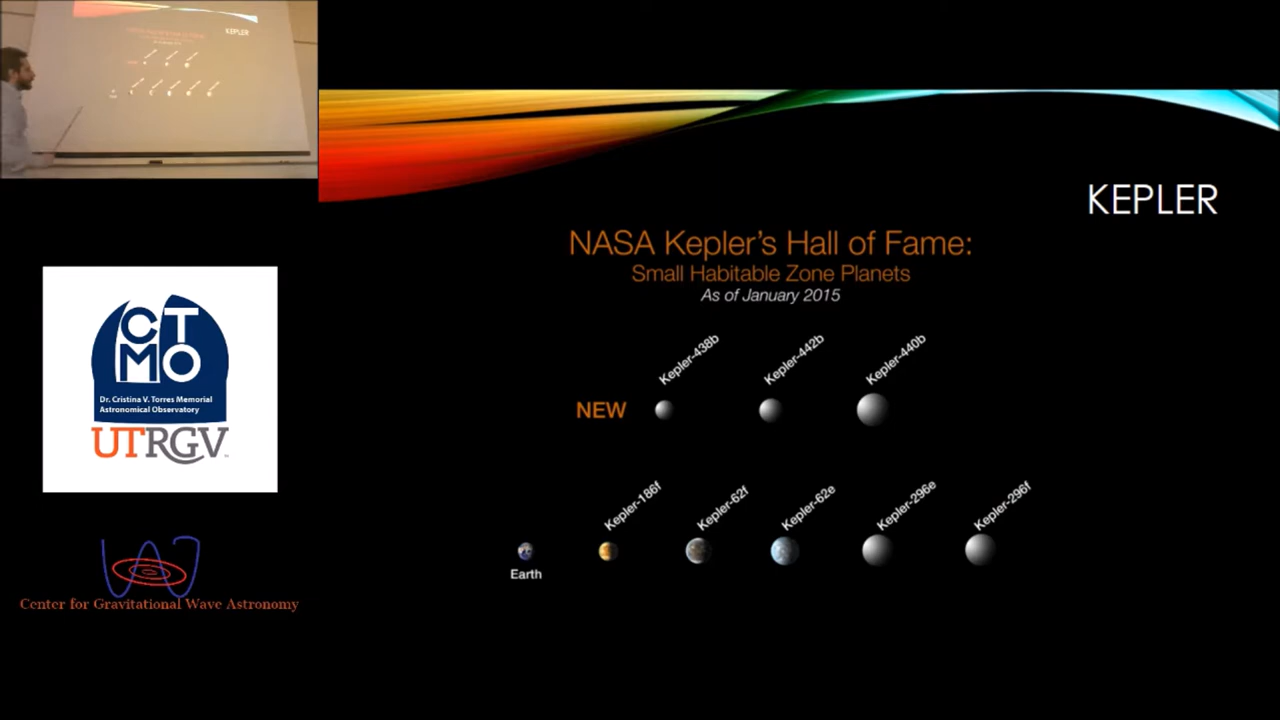 KEPLER
NASA Kepler's Hall of Fame:
Small Habitable Zone Planets
As of January 2015
Kepler-438b
Kepler-442b
Kepler-440b
NEW
Kepler-186f
Kepler-62f
Kepler-62e
Kepler-296e
Kepler-296f
Earth
KEPLER
CT
MO
Dr. Cristina V. Torres Memorial
Astronomical Observatory
UTRGV
Center for Gravitational Wave Astronomy